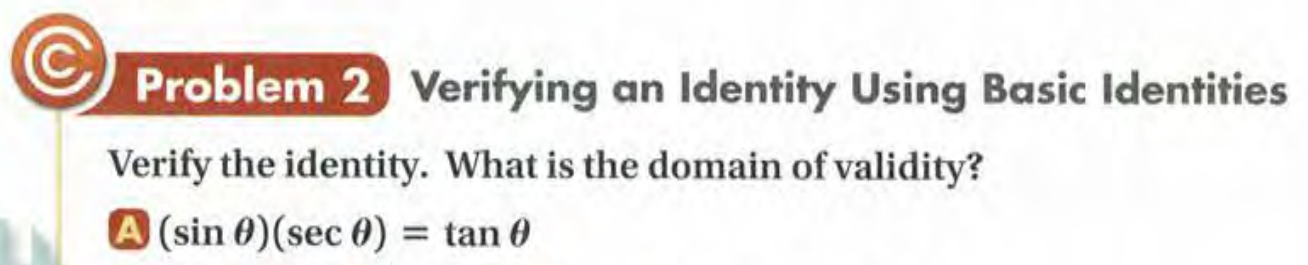 © Problem 2 Verifying an Identity Using Basic Identities
Verify the identity. What is the domain of validity?
A (sin θ)(sec θ) = tan θ